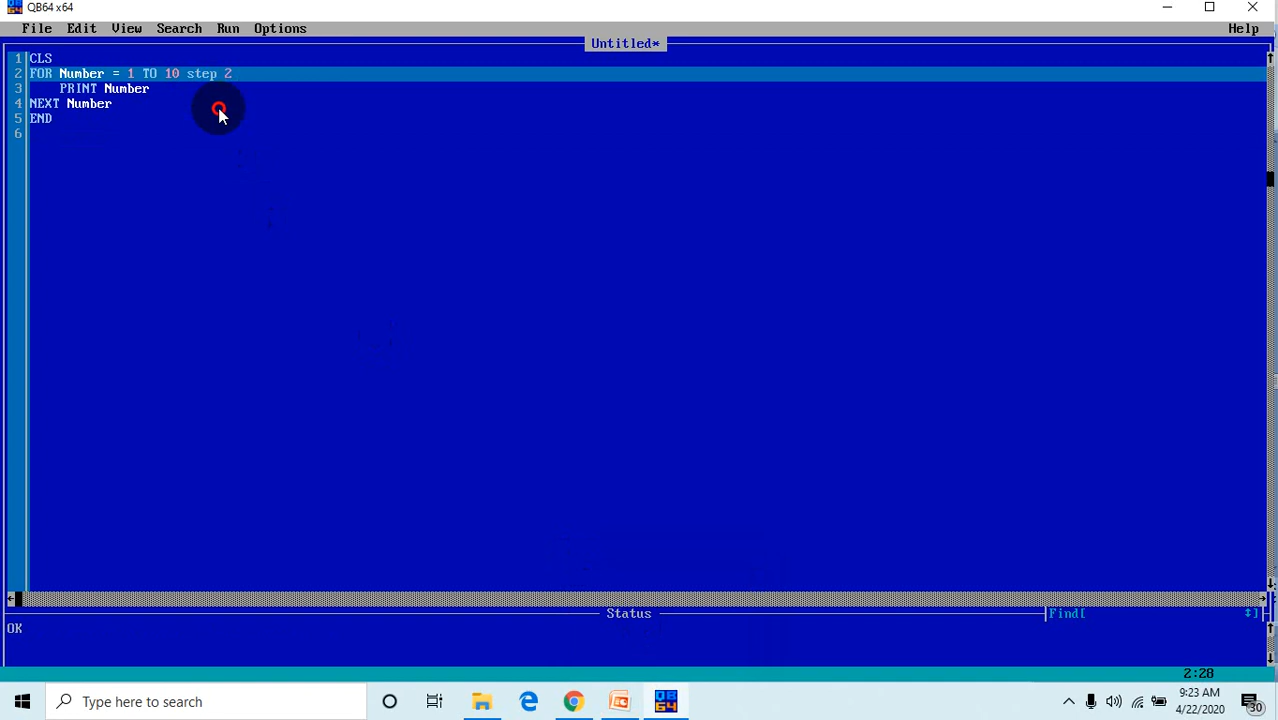 QB64 x64
File Edit View Search Run Options Help
Untitled*
1 CLS
2 FOR Number = 1 TO 10 step 2
3 PRINT Number
4 NEXT Number
5 END
6
Status
Find[ ]
OK
2:28
Type here to search
9:23 AM
4/22/2020
30
QB64